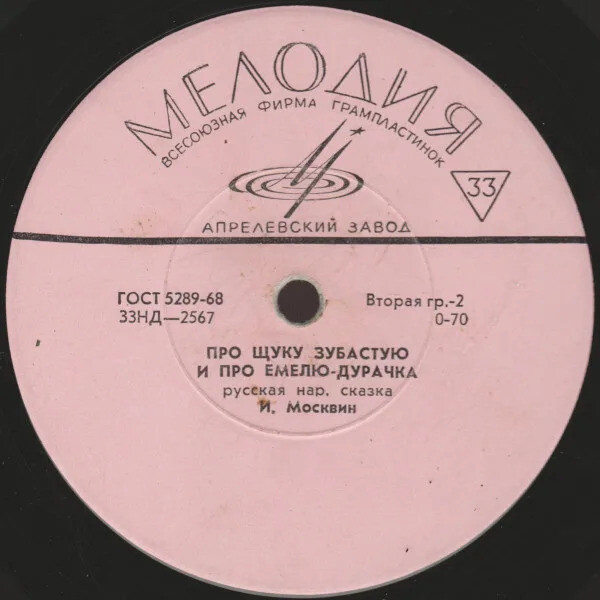 МЕЛОДИЯ
ВСЕСОЮЗНАЯ ФИРМА ГРАМПЛАСТИНОК
33
АПРЕЛЕВСКИЙ ЗАВОД
ГОСТ 5289-68 Вторая гр.-2
33НД—2567 0-70
ПРО ЩУКУ ЗУБАСТУЮ
И ПРО ЕМЕЛЮ-ДУРАЧКА
русская нар. сказка
И. Москвин